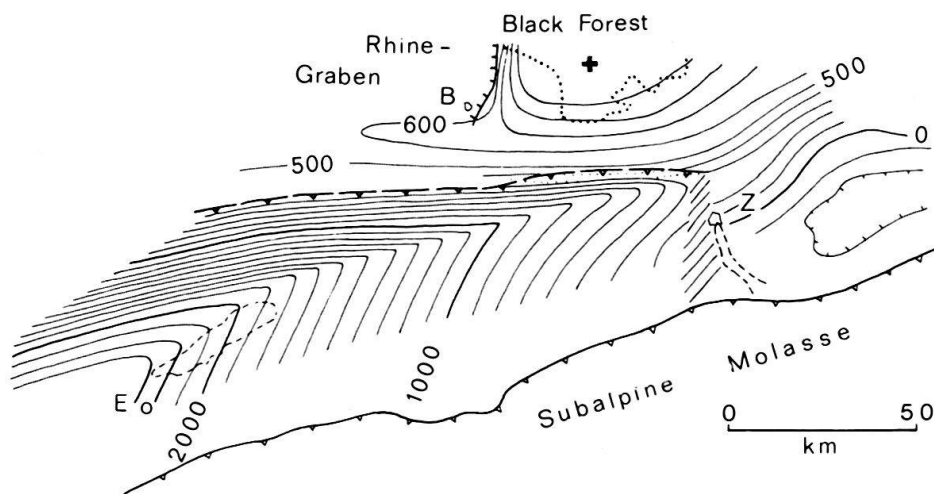 Black Forest
Rhine-
Graben
B
500
600
0
500
Z
E
2000
1000
Subalpine Molasse
0 50
km